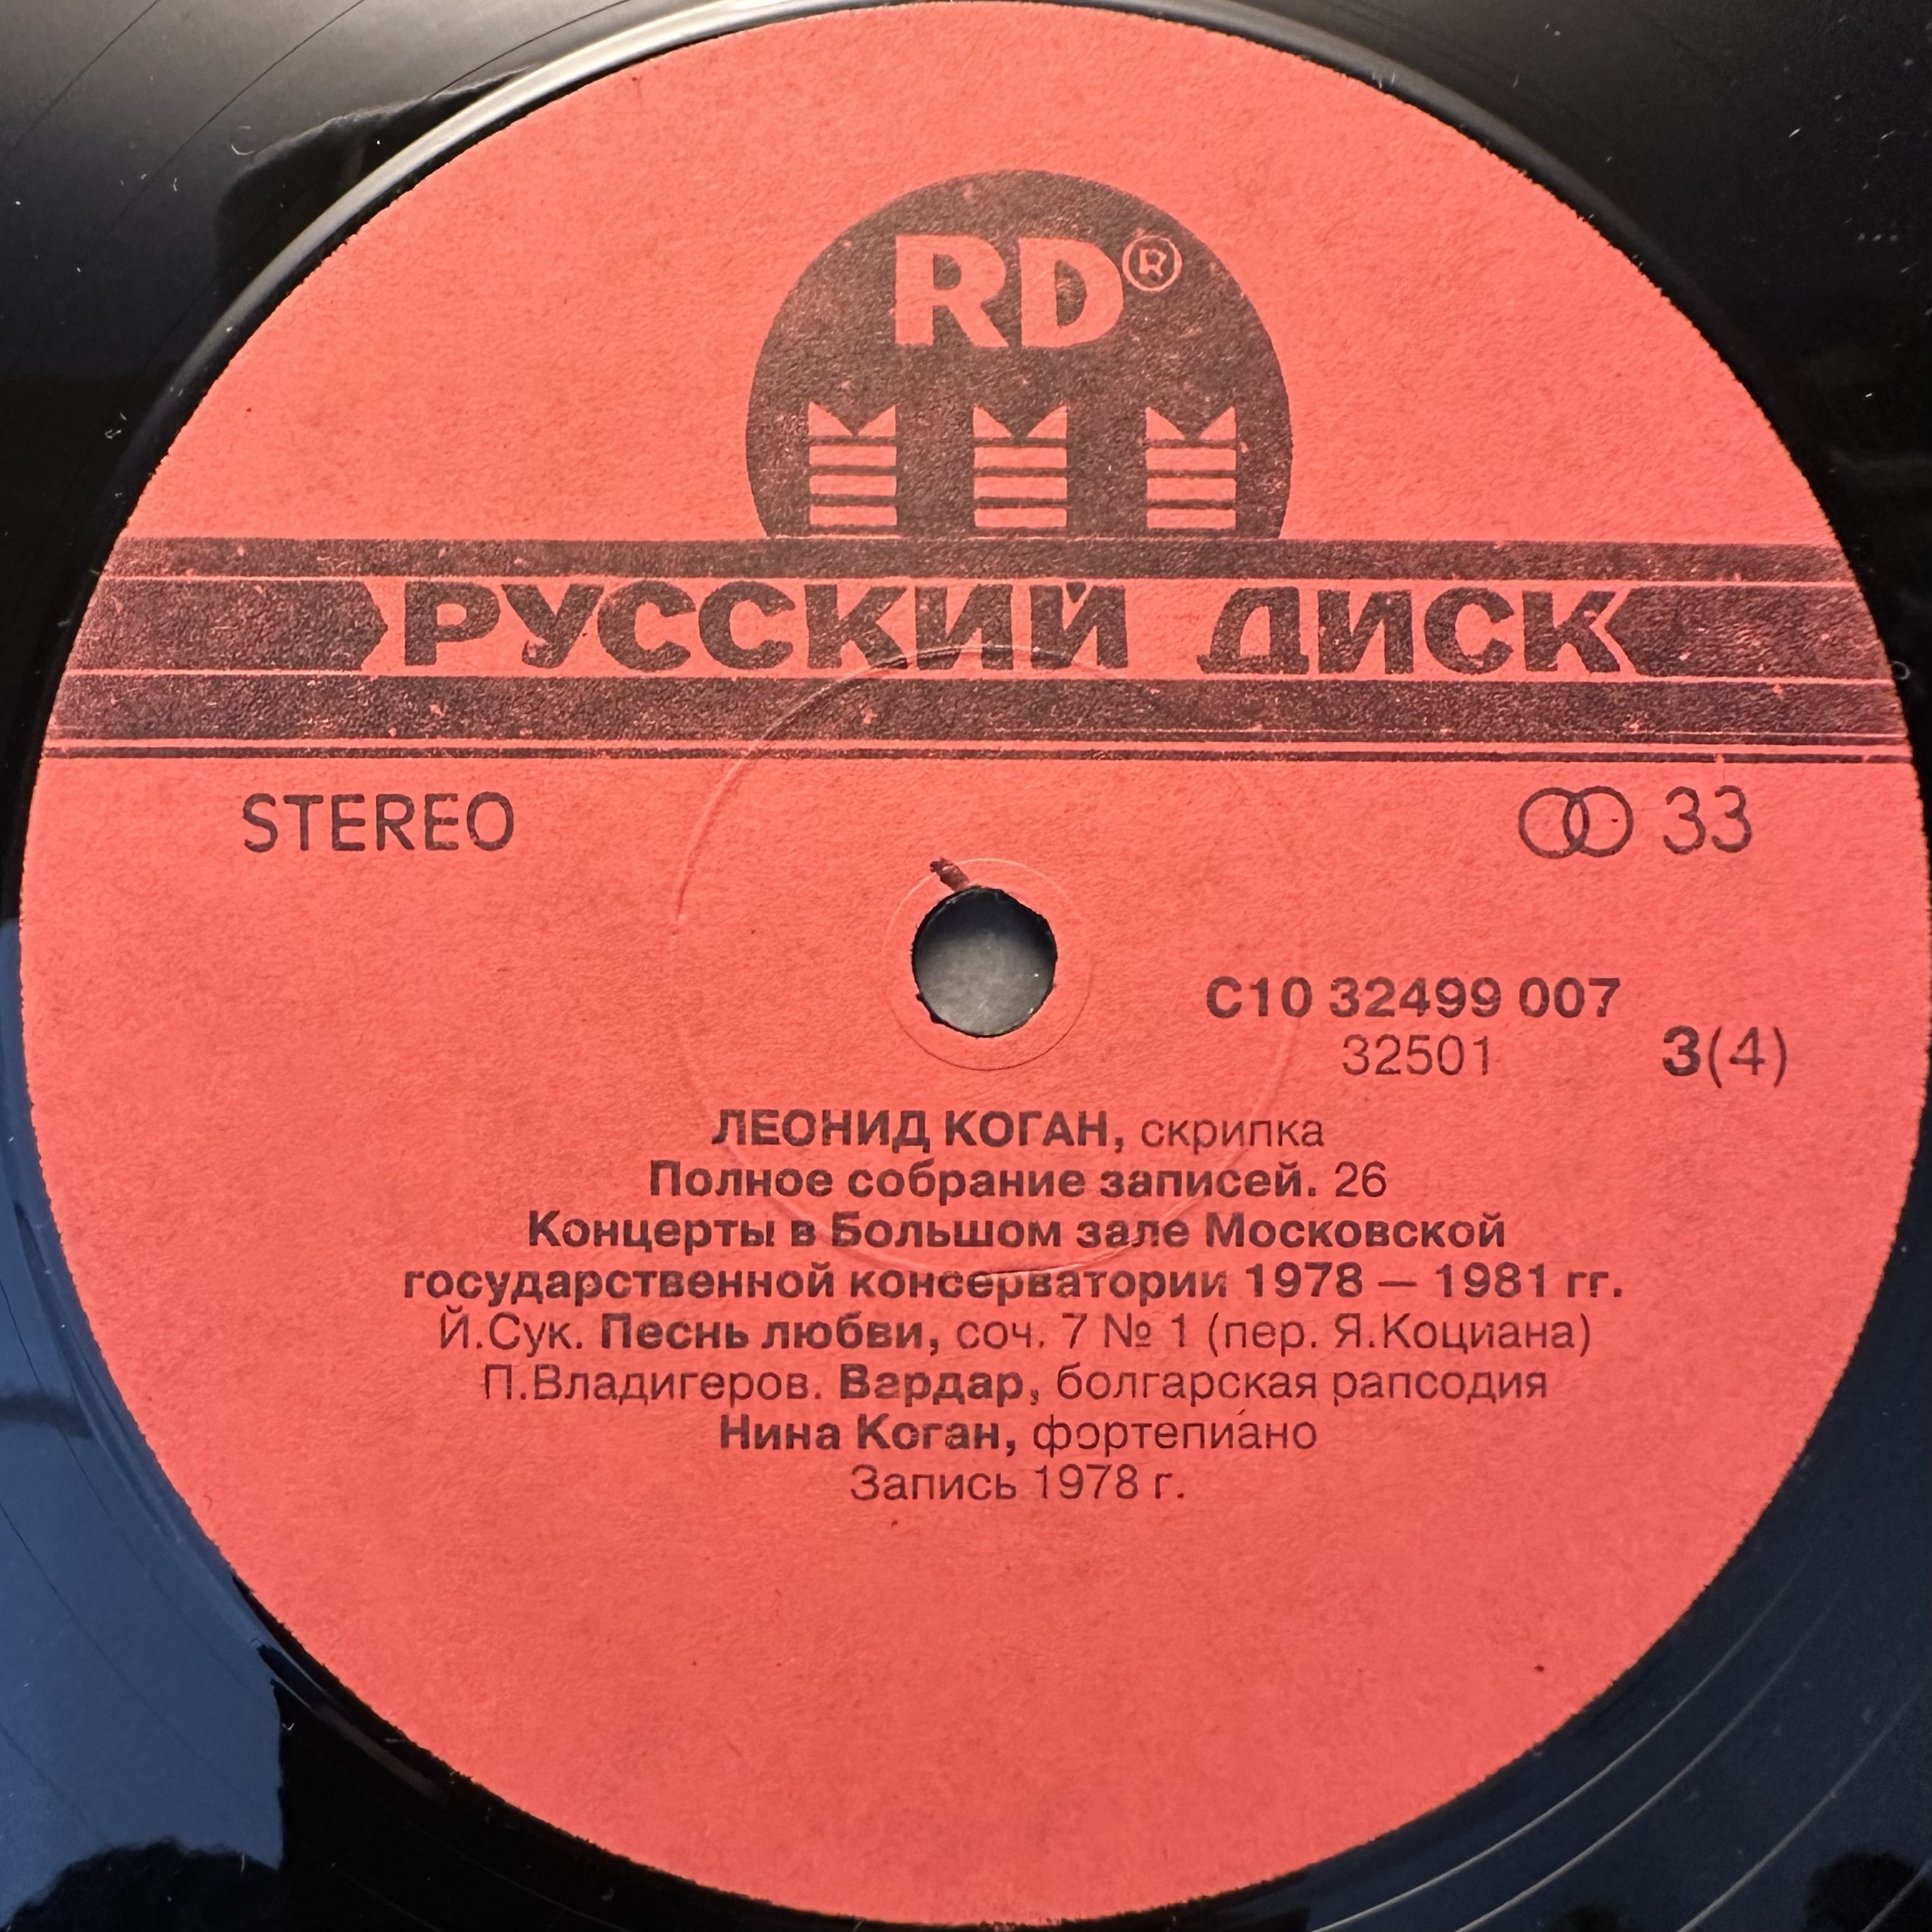 RD®
РУССКИЙ ДИСК
STEREO
33
С10 32499 007
32501
3(4)
ЛЕОНИД КОГАН, скрипка
Полное собрание записей. 26
Концерты в Большом зале Московской
государственной консерватории 1978 — 1981 гг.
Й.Сук. Песнь любви, соч. 7 № 1 (пер. Я.Коциана)
П.Владигеров. Вардар, болгарская рапсодия
Нина Коган, фортепиано
Запись 1978 г.